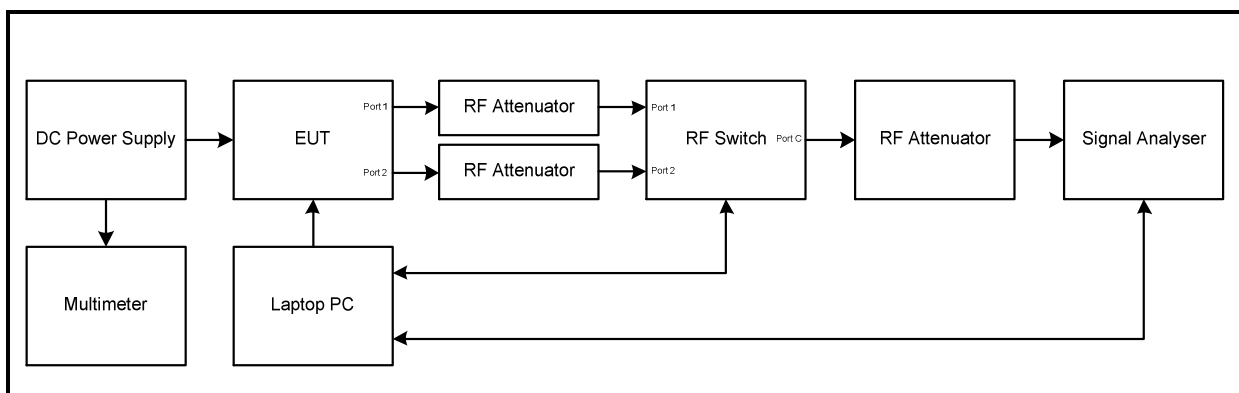 DC Power Supply
EUT
Port 1
Port 2
RF Attenuator
RF Attenuator
Port 1
Port 2
RF Switch
Port C
RF Attenuator
Signal Analyser
Multimeter
Laptop PC